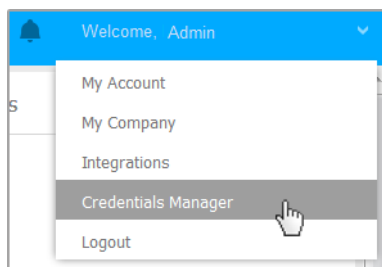 Welcome, Admin
My Account
S
My Company
Integrations
Credentials Manager
Logout